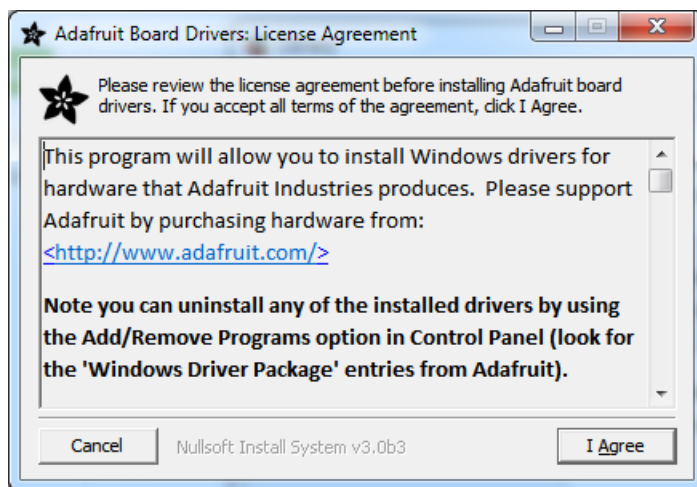 Adafruit Board Drivers: License Agreement
Please review the license agreement before installing Adafruit board
drivers. If you accept all terms of the agreement, click I Agree.
This program will allow you to install Windows drivers for
hardware that Adafruit Industries produces.  Please support
Adafruit by purchasing hardware from:
<http://www.adafruit.com/>
Note you can uninstall any of the installed drivers by using
the Add/Remove Programs option in Control Panel (look for
the 'Windows Driver Package' entries from Adafruit).
Cancel
Nullsoft Install System v3.0b3
I Agree